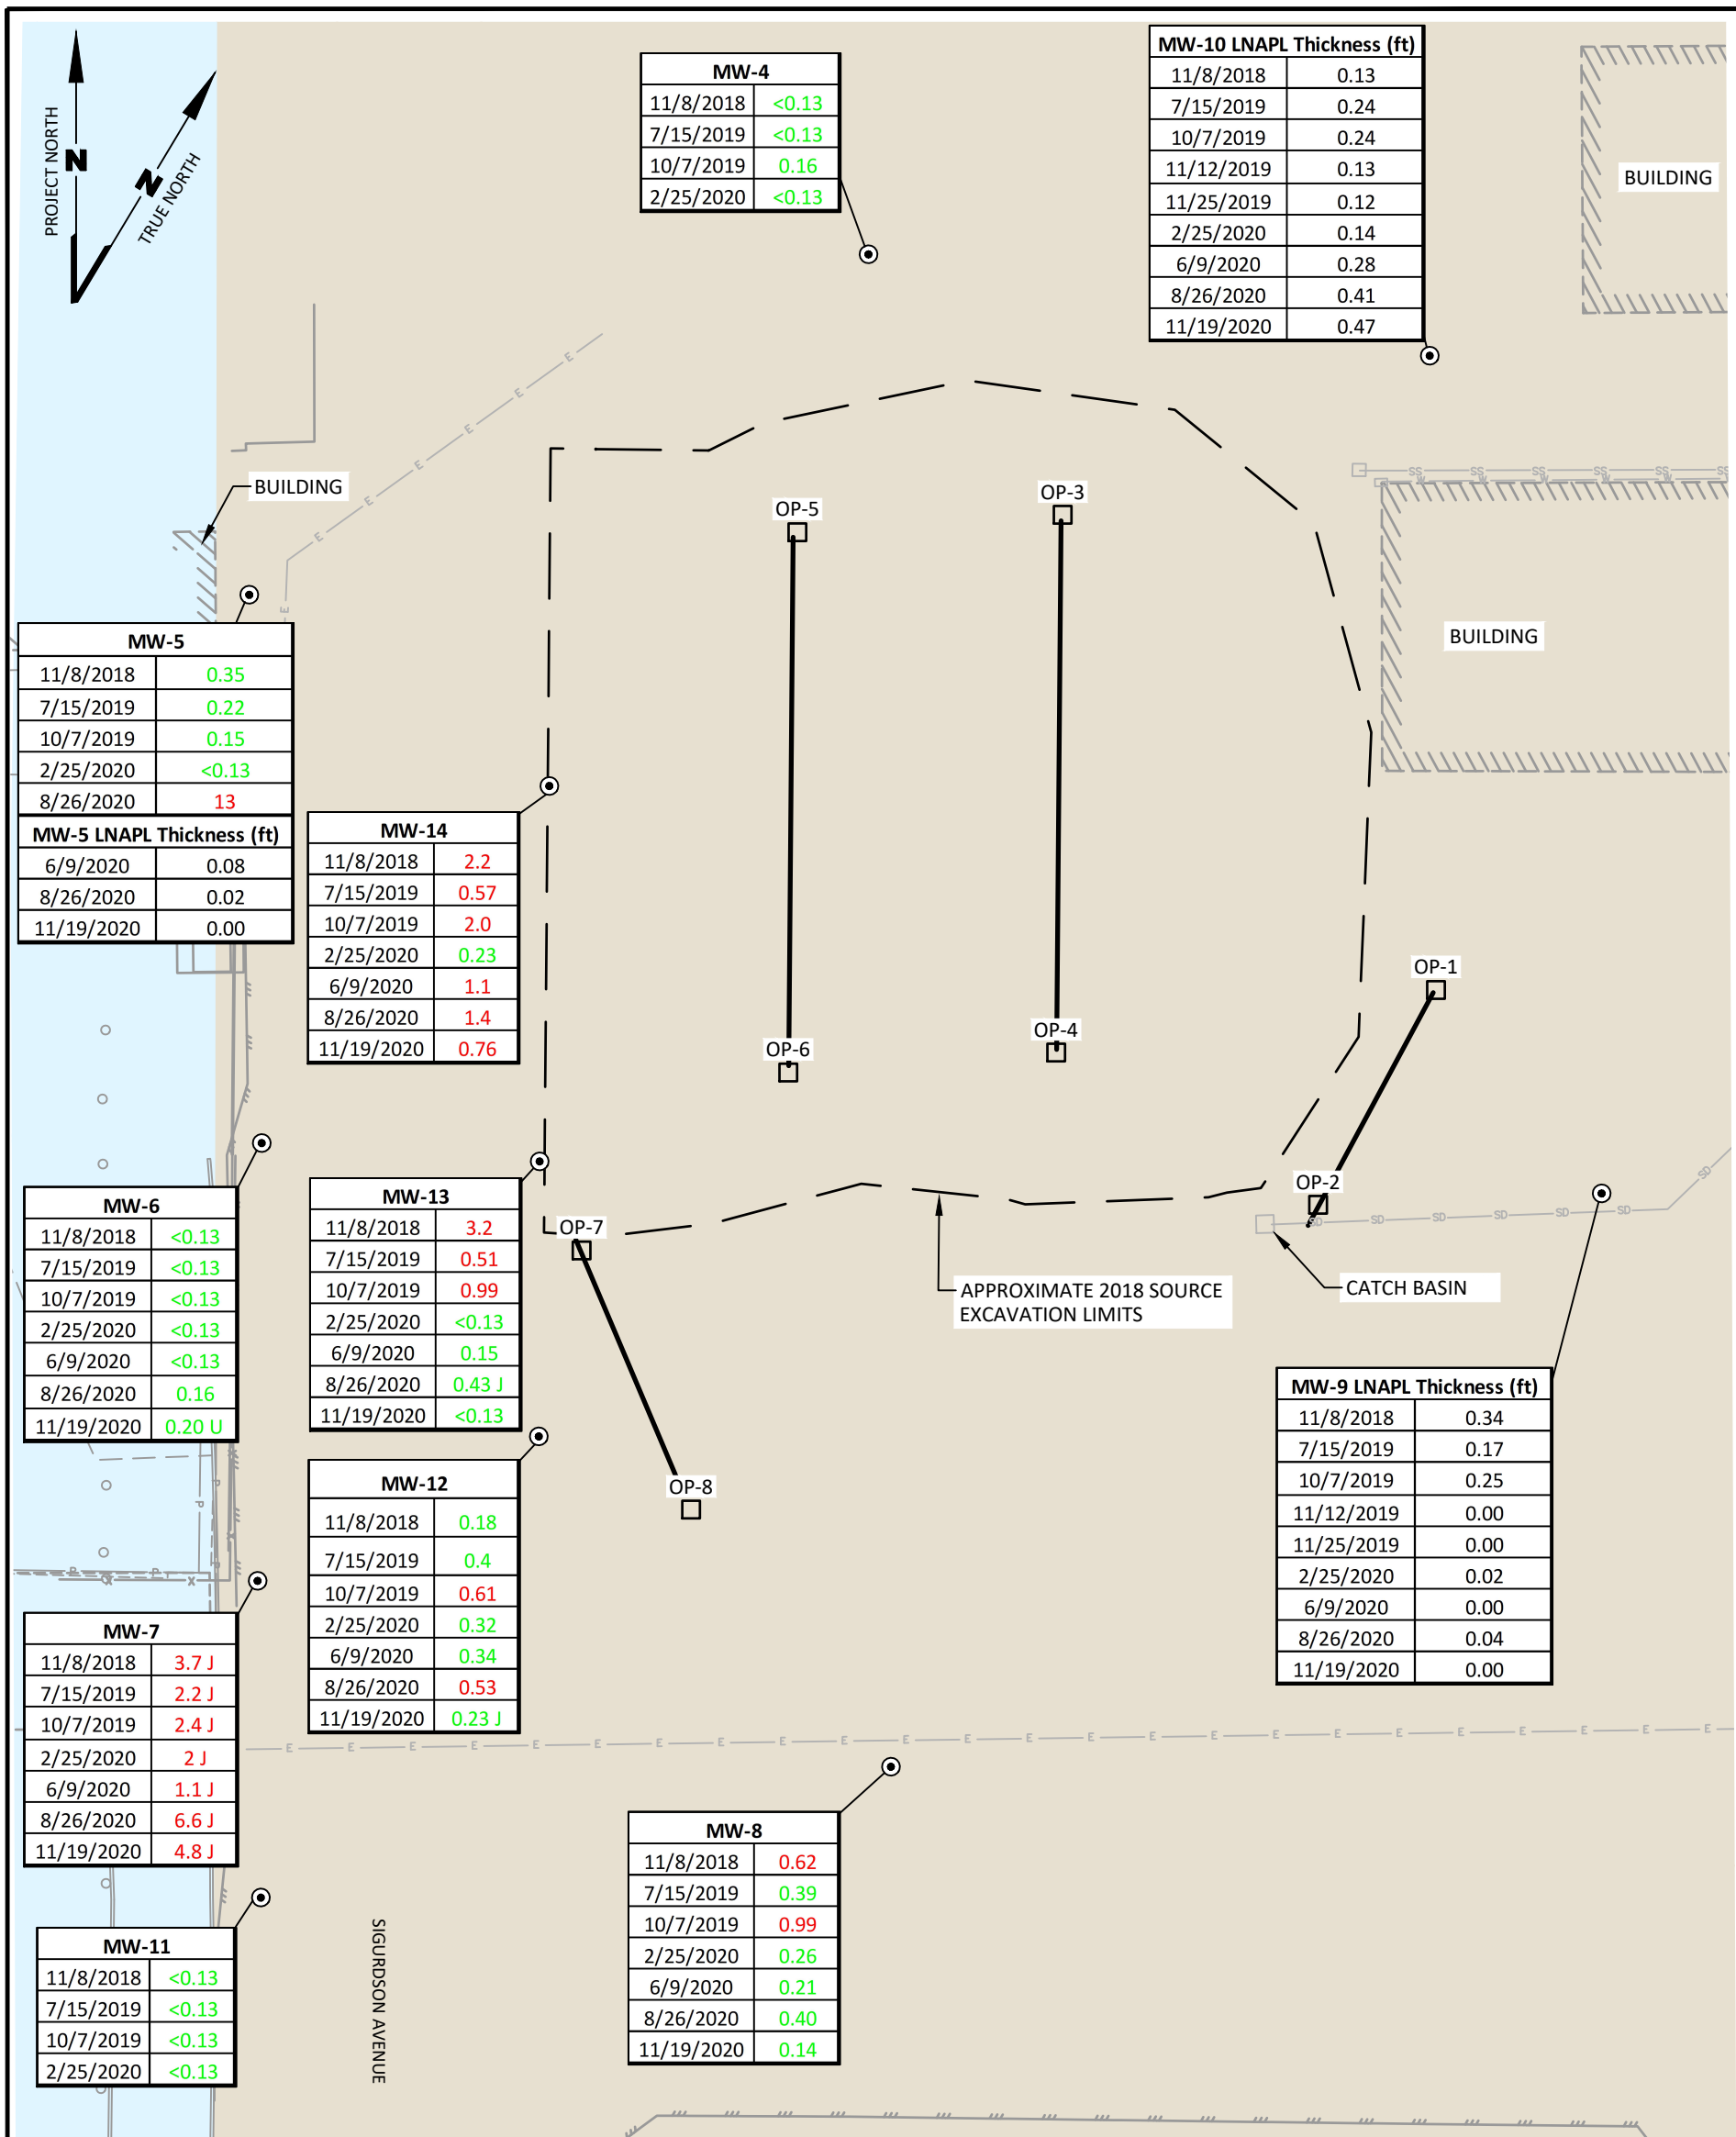 PROJECT NORTH
N
N
TRUE NORTH
MW-4
11/8/2018 <0.13
7/15/2019 <0.13
10/7/2019 0.16
2/25/2020 <0.13
MW-10 LNAPL Thickness (ft)
11/8/2018 0.13
7/15/2019 0.24
10/7/2019 0.24
11/12/2019 0.13
11/25/2019 0.12
2/25/2020 0.14
6/9/2020 0.28
8/26/2020 0.41
11/19/2020 0.47
BUILDING
E
E
E
E
E
E
BUILDING
OP-5
OP-3
SS SS SS SS SS SS
W W W W W
BUILDING
MW-5
11/8/2018 0.35
7/15/2019 0.22
10/7/2019 0.15
2/25/2020 <0.13
8/26/2020 13
MW-5 LNAPL Thickness (ft)
6/9/2020 0.08
8/26/2020 0.02
11/19/2020 0.00
MW-14
11/8/2018 2.2
7/15/2019 0.57
10/7/2019 2.0
2/25/2020 0.23
6/9/2020 1.1
8/26/2020 1.4
11/19/2020 0.76
OP-6
OP-4
OP-1
OP-2
SD SD SD SD SD SD SD
MW-6
11/8/2018 <0.13
7/15/2019 <0.13
10/7/2019 <0.13
2/25/2020 <0.13
6/9/2020 <0.13
8/26/2020 0.16
11/19/2020 0.20 U
MW-13
11/8/2018 3.2
7/15/2019 0.51
10/7/2019 0.99
2/25/2020 <0.13
6/9/2020 0.15
8/26/2020 0.43 J
11/19/2020 <0.13
OP-7
APPROXIMATE 2018 SOURCE
EXCAVATION LIMITS
CATCH BASIN
MW-9 LNAPL Thickness (ft)
11/8/2018 0.34
7/15/2019 0.17
10/7/2019 0.25
11/12/2019 0.00
11/25/2019 0.00
2/25/2020 0.02
6/9/2020 0.00
8/26/2020 0.04
11/19/2020 0.00
OP-8
MW-12
11/8/2018 0.18
7/15/2019 0.4
10/7/2019 0.61
2/25/2020 0.32
6/9/2020 0.34
8/26/2020 0.53
11/19/2020 0.23 J
P
P
P
P P
X X X
MW-7
11/8/2018 3.7 J
7/15/2019 2.2 J
10/7/2019 2.4 J
2/25/2020 2 J
6/9/2020 1.1 J
8/26/2020 6.6 J
11/19/2020 4.8 J
E E E E E E E E E E E E E E E E E E E E E E E E
MW-8
11/8/2018 0.62
7/15/2019 0.39
10/7/2019 0.99
2/25/2020 0.26
6/9/2020 0.21
8/26/2020 0.40
11/19/2020 0.14
MW-11
11/8/2018 <0.13
7/15/2019 <0.13
10/7/2019 <0.13
2/25/2020 <0.13
SIGURDSON AVENUE